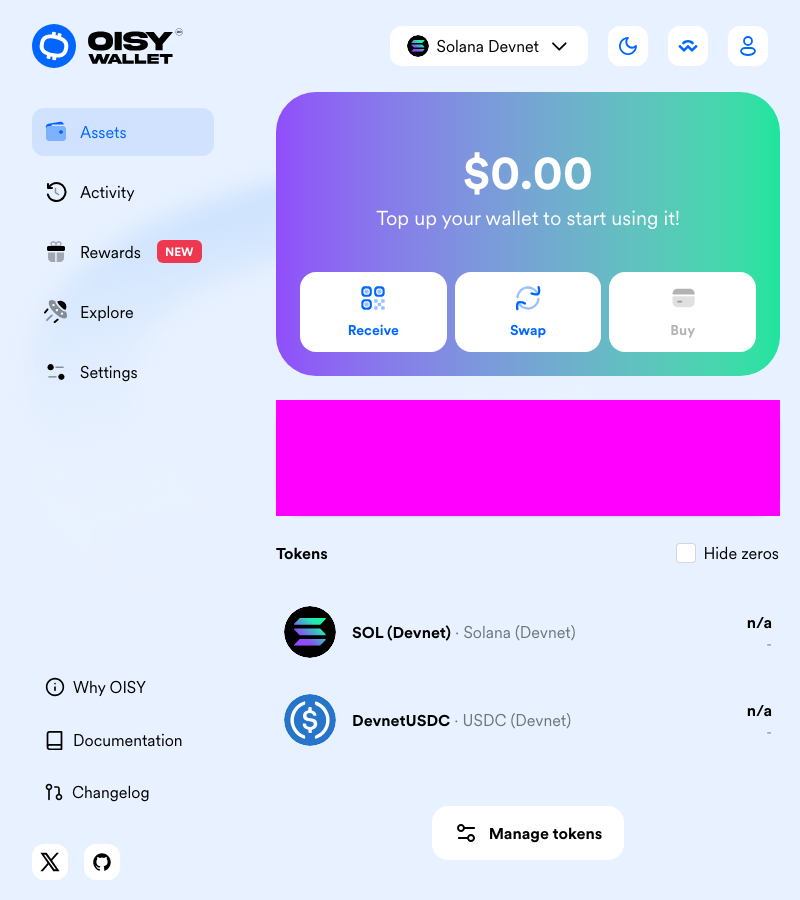 OISY
WALLET
Solana Devnet
Assets
Activity
Rewards NEW
Explore
Settings
$0.00
Top up your wallet to start using it!
Receive
Swap
Buy
Tokens
Hide zeros
SOL (Devnet) · Solana (Devnet)
n/a
-
DevnetUSDC · USDC (Devnet)
n/a
-
Why OISY
Documentation
Changelog
Manage tokens